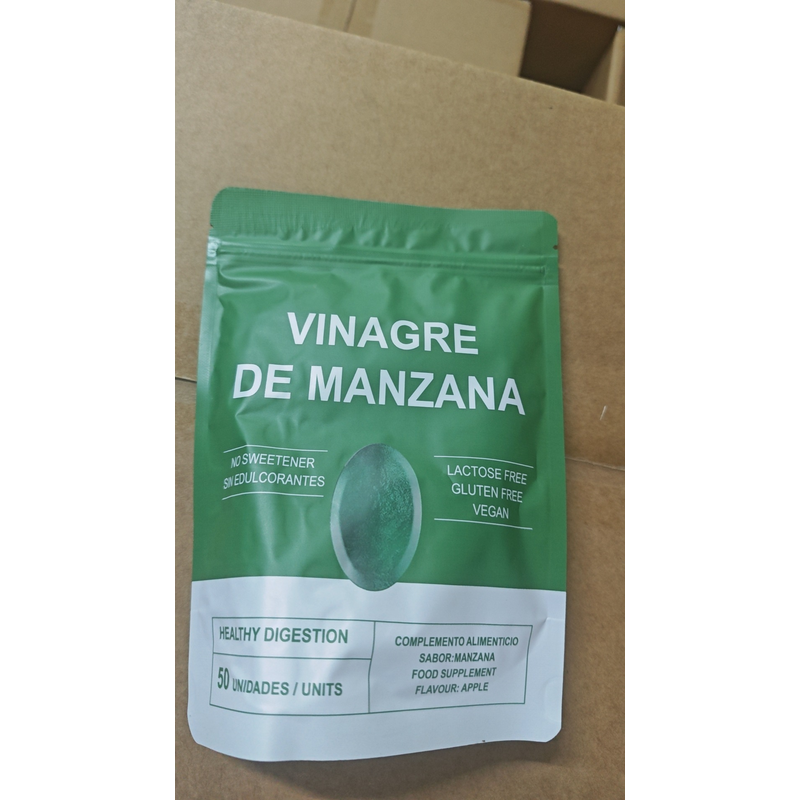 VINAGRE
DE MANZANA
NO SWEETENER
SIN EDULCORANTES
LACTOSE FREE
GLUTEN FREE
VEGAN
HEALTHY DIGESTION
50 UNIDADES / UNITS
COMPLEMENTO ALIMENTICIO
SABOR:MANZANA
FOOD SUPPLEMENT
FLAVOUR: APPLE